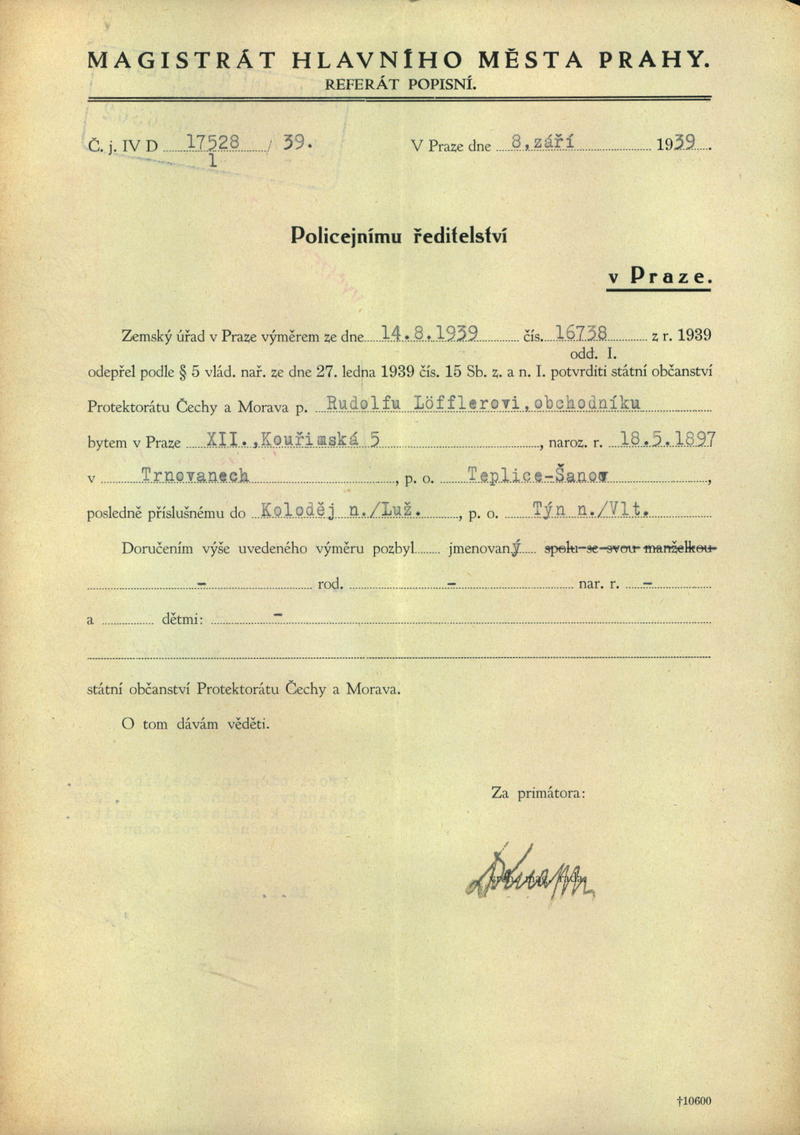 MAGISTRÁT HLAVNÍHO MĚSTA PRAHY.
REFERÁT POPISNÍ.
Č. j. IV D 17528 / 39. V Praze dne 8. září 1939.
1
Policejnímu ředitelství
v Praze.
Zemský úřad v Praze výměrem ze dne 14.8.1939 čís. 16738 z r. 1939
odd. I.
odepřel podle § 5 vlád. nař. ze dne 27. ledna 1939 čís. 15 Sb. z. a n. I. potvrditi státní občanství
Protektorátu Čechy a Morava p. Rudolfu Löfflerovi, obchodníku
bytem v Praze XII., Kouřimská 5, naroz. r. 18.5.1897
v Trnovanech, p. o. Teplice-Šanov,
posledně příslušnému do Koloděj n./Luž., p. o. Týn n./Vlt.
Doručením výše uvedeného výměru pozbyl jmenovaný spolu se svou manželkou
- rod. - nar. r. -
a dětmi: -
státní občanství Protektorátu Čechy a Morava.
O tom dávám věděti.
Za primátora:
†10600